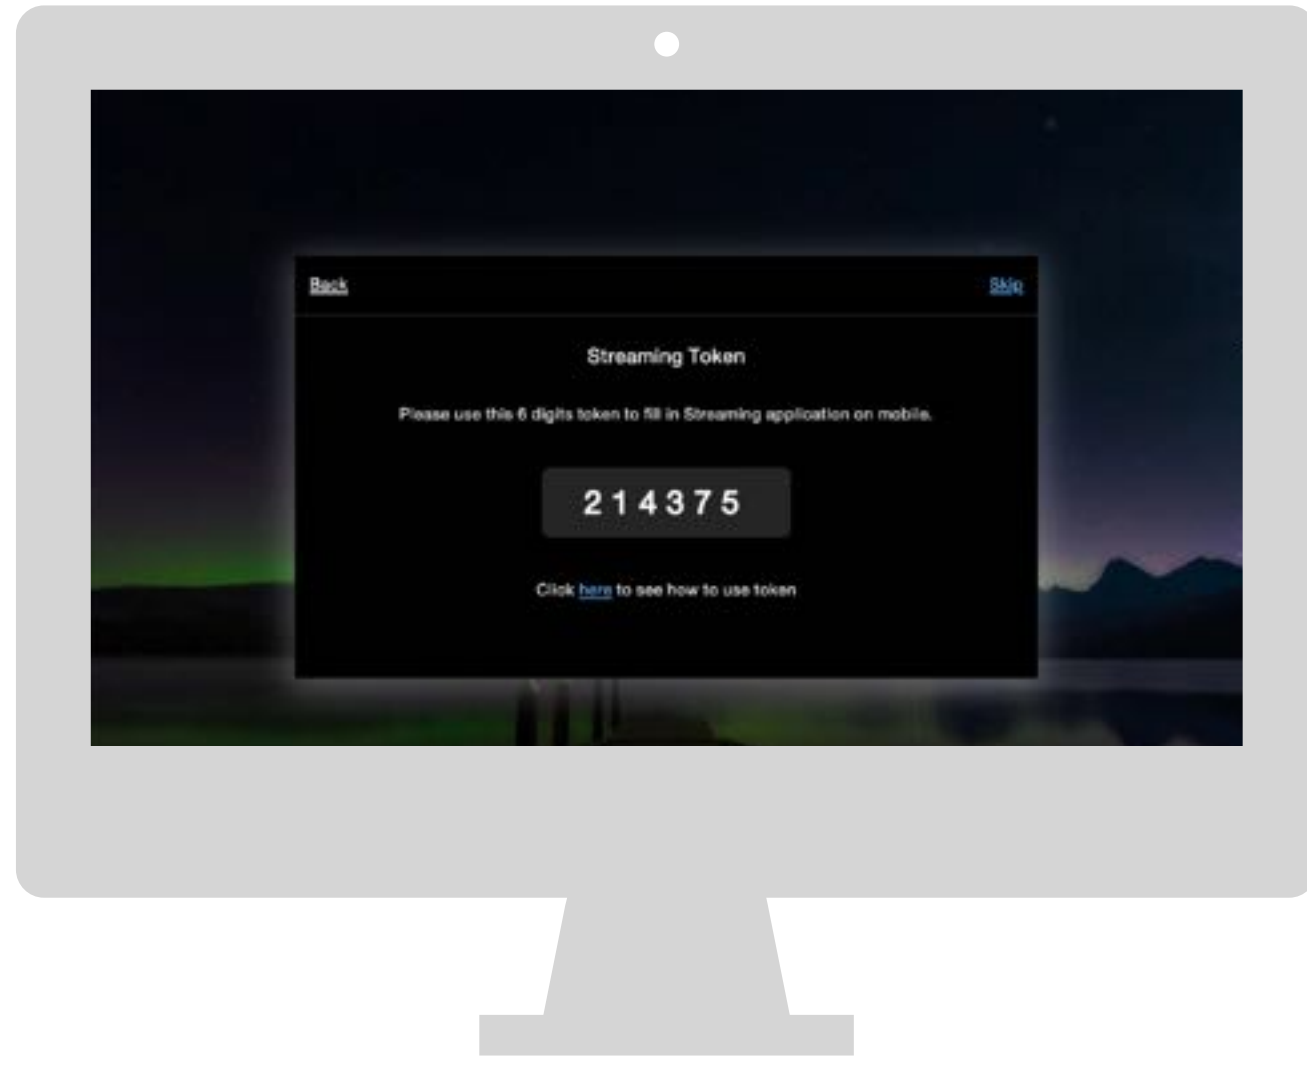 Back
Skip
Streaming Token
Please use this 6 digits token to fill in Streaming application on mobile.
214375
Click here to see how to use token